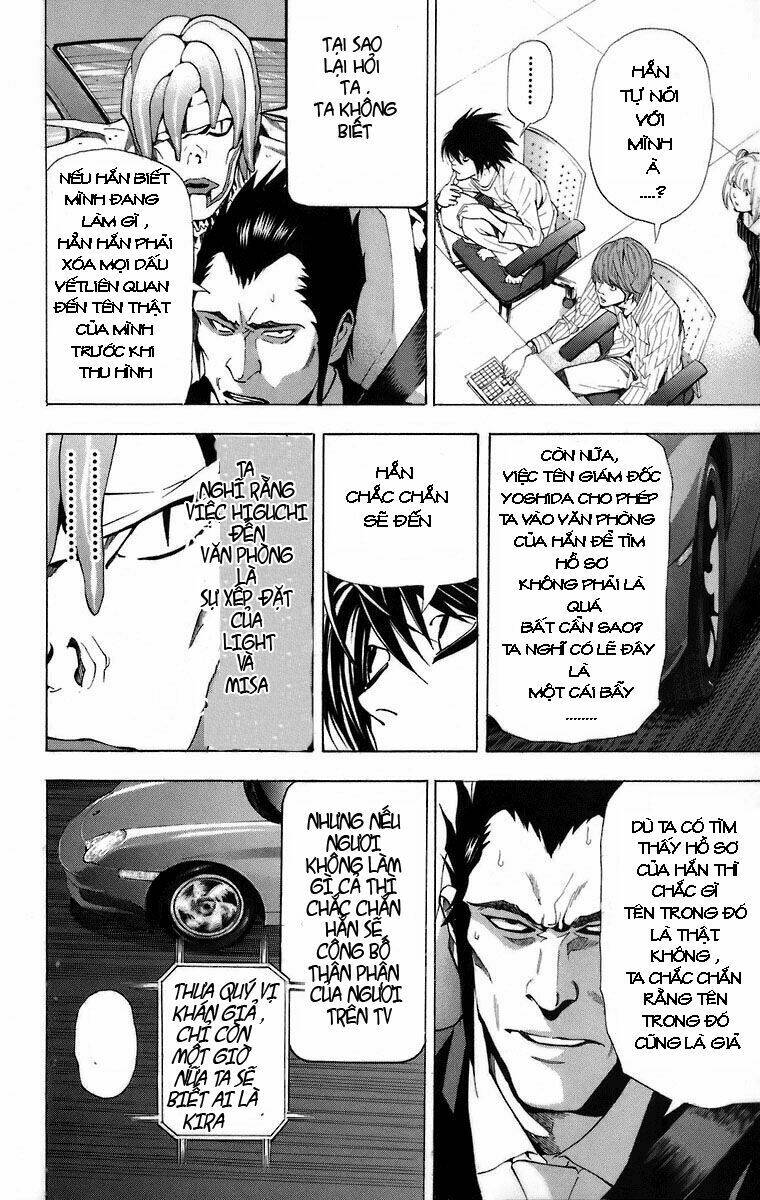 HẮN
TỰ NÓI
VỚI
MÌNH
À
....?
.........
TẠI SAO
LẠI HỎI
TA,
TA KHÔNG
BIẾT
NẾU HẮN BIẾT
MÌNH ĐANG
LÀM GÌ,
HẲN HẮN PHẢI
XÓA MỌI DẤU
VẾTLIÊN QUAN
ĐẾN TÊN THẬT
CỦA MÌNH
TRƯỚC KHI
THU HÌNH
CÒN NỮA,
VIỆC TÊN GIÁM ĐỐC
YOSHIDA CHO PHÉP
TA VÀO VĂN PHÒNG
CỦA HẮN ĐỂ TÌM
HỒ SƠ
KHÔNG PHẢI LÀ
QUÁ
BẤT CẨN SAO?
TA NGHĨ CÓ LẼ ĐÂY
LÀ
MỘT CÁI BẪY
........
HẮN
CHẮC CHẮN
SẼ ĐẾN
TA
NGHĨ RẰNG
VIỆC HIGUCHI
ĐẾN
VĂN PHÒNG
LÀ
SỰ XẾP ĐẶT
CỦA
LIGHT
VÀ
MISA
.........
DÙ TA CÓ TÌM
THẤY HỒ SƠ
CỦA HẮN THÌ
CHẮC GÌ
TÊN TRONG ĐÓ
LÀ THẬT
KHÔNG,
TA CHẮC CHẮN
RẰNG TÊN
TRONG ĐÓ
CŨNG LÀ GIẢ
NHƯNG NẾU
NGƯƠI
KHÔNG LÀM
GÌ CẢ THÌ
CHẮC CHẮN
HẮN SẼ
CÔNG BỐ
THÂN PHẬN
CỦA NGƯƠI
TRÊN TV
THƯA QUÝ VỊ
KHÁN GIẢ,
CHỈ CÒN
MỘT GIỜ
NỮA TA SẼ
BIẾT AI LÀ
KIRA
......